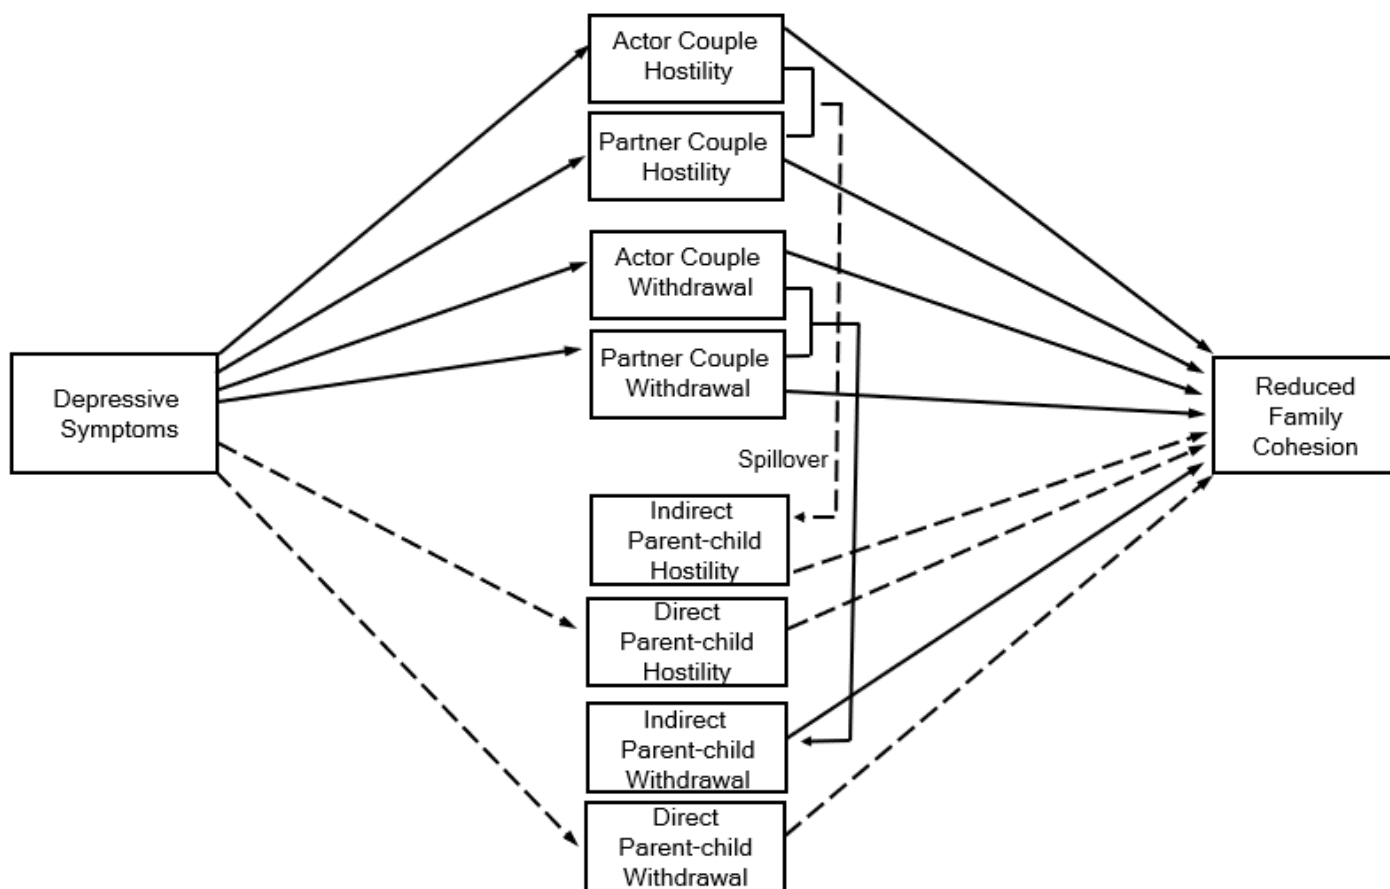 Actor Couple
Hostility
Partner Couple
Hostility
Actor Couple
Withdrawal
Partner Couple
Withdrawal
Depressive
Symptoms
Reduced
Family
Cohesion
Spillover
Indirect
Parent-child
Hostility
Direct
Parent-child
Hostility
Indirect
Parent-child
Withdrawal
Direct
Parent-child
Withdrawal